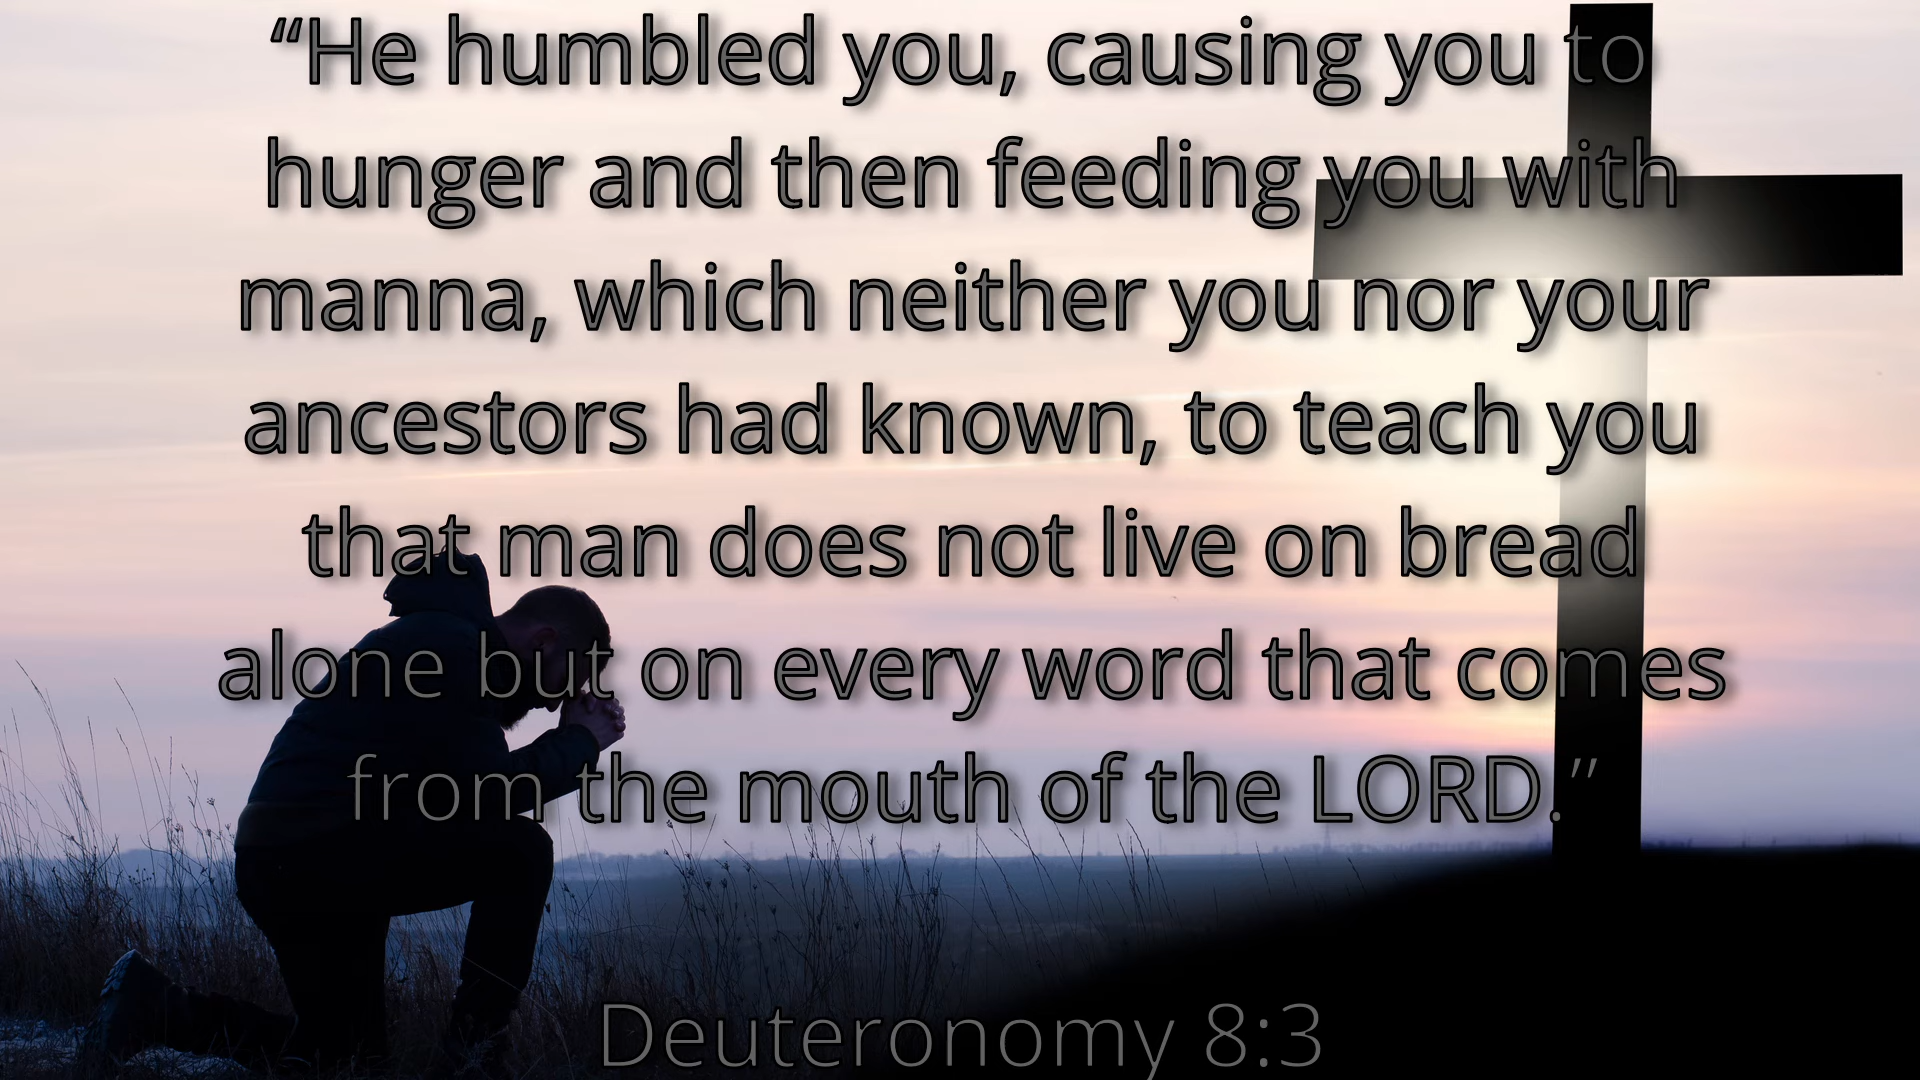 “He humbled you, causing you to
hunger and then feeding you with
manna, which neither you nor your
ancestors had known, to teach you
that man does not live on bread
alone but on every word that comes
from the mouth of the LORD.”
Deuteronomy 8:3